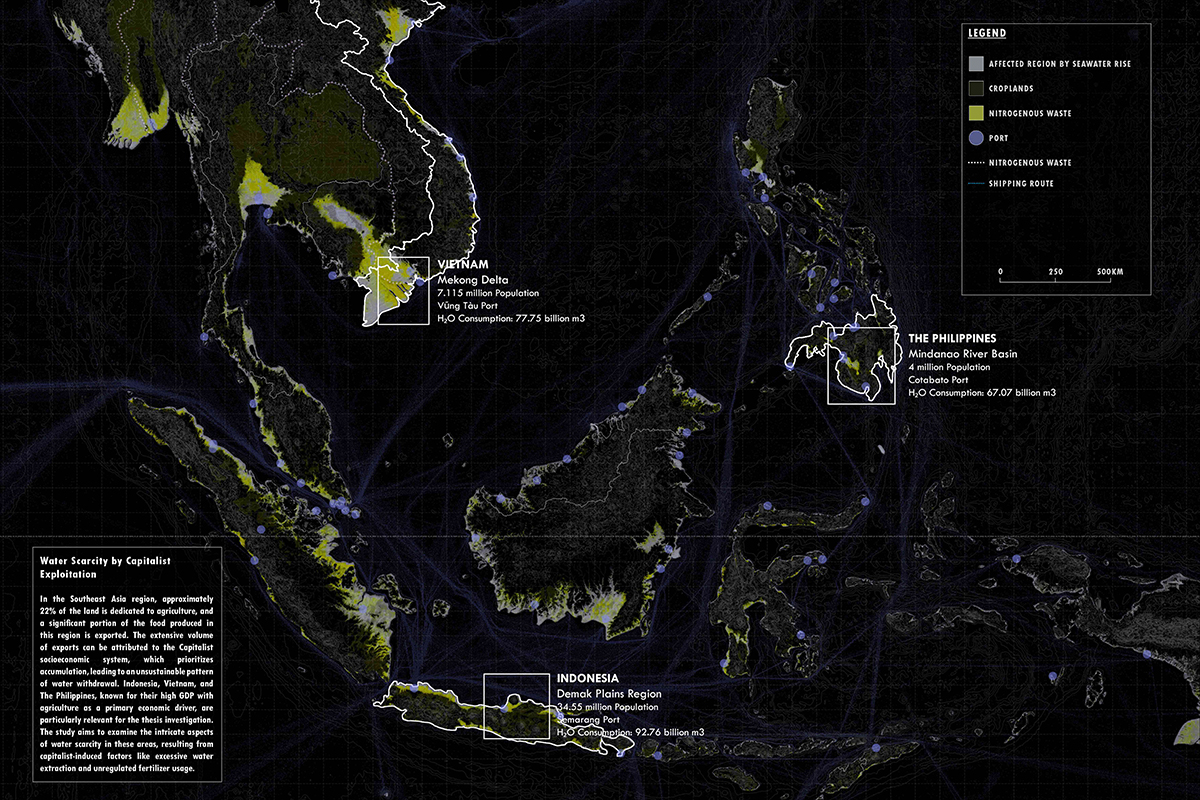 LEGEND
AFFECTED REGION BY SEAWATER RISE
CROPLANDS
NITROGENOUS WASTE
PORT
NITROGENOUS WASTE
SHIPPING ROUTE
0 250 500KM
VIETNAM
Mekong Delta
7.115 million Population
Vũng Tàu Port
H₂O Consumption: 77.75 billion m3
THE PHILIPPINES
Mindanao River Basin
4 million Population
Cotabato Port
H₂O Consumption: 67.07 billion m3
INDONESIA
Demak Plains Region
34.55 million Population
Semarang Port
H₂O Consumption: 92.76 billion m3
Water Scarcity by Capitalist
Exploitation
In the Southeast Asia region, approximately
22% of the land is dedicated to agriculture, and
a significant portion of the food produced in
this region is exported. The extensive volume
of exports can be attributed to the Capitalist
socioeconomic system, which prioritizes
accumulation, leading to an unsustainable pattern
of water withdrawal. Indonesia, Vietnam, and
The Philippines, known for their high GDP with
agriculture as a primary economic driver, are
particularly relevant for the thesis investigation.
The study aims to examine the intricate aspects
of water scarcity in these areas, resulting from
capitalist-induced factors like excessive water
extraction and unregulated fertilizer usage.